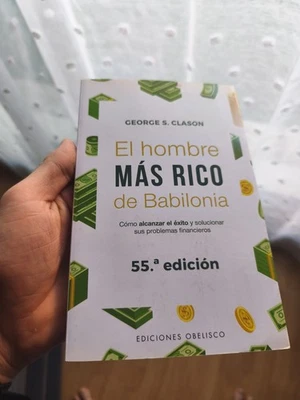 GEORGE S. CLASON
El hombre
MÁS RICO
de Babilonia
Cómo alcanzar el éxito y solucionar
sus problemas financieros
55.ª edición
EDICIONES OBELISCO